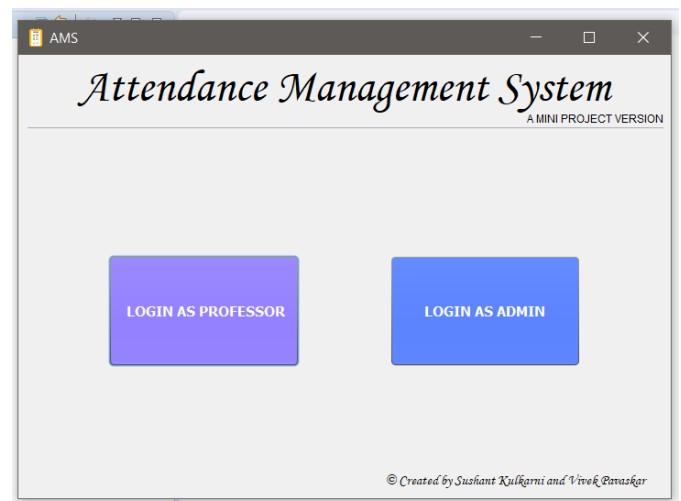 AMS
Attendance Management System
A MINI PROJECT VERSION
LOGIN AS PROFESSOR
LOGIN AS ADMIN
© Created by Sushant Kulkarni and Vivek Pavaskar